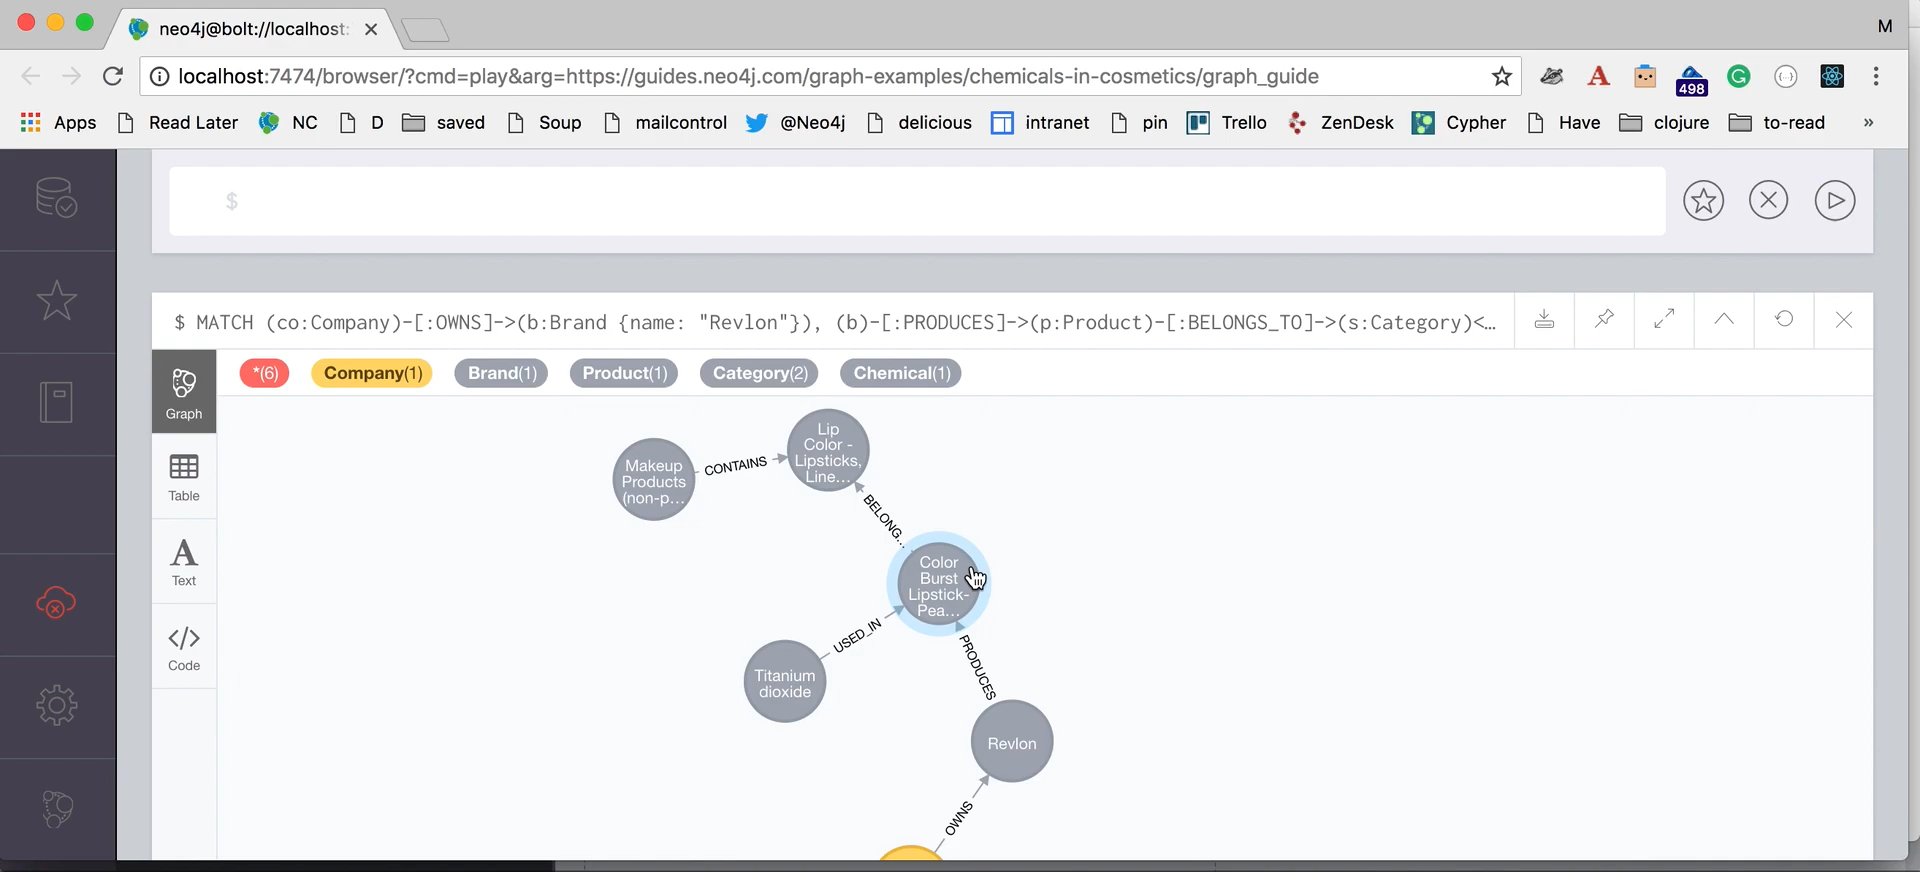 neo4j@bolt://localhost:
M
localhost:7474/browser/?cmd=play&arg=https://guides.neo4j.com/graph-examples/chemicals-in-cosmetics/graph_guide
498
Apps Read Later NC D saved Soup mailcontrol @Neo4j delicious intranet pin Trello ZenDesk Cypher Have clojure to-read »
$
$ MATCH (co:Company)-[:OWNS]->(b:Brand {name: "Revlon"}), (b)-[:PRODUCES]->(p:Product)-[:BELONGS_TO]->(s:Category)<…
*(6) Company(1) Brand(1) Product(1) Category(2) Chemical(1)
Graph
Table
A
Text
</>
Code
Makeup
Products
(non-p…
CONTAINS
Lip
Color -
Lipsticks,
Line…
BELONG…
Color
Burst
Lipstick-
Pea…
USED_IN
Titanium
dioxide
PRODUCES
Revlon
OWNS